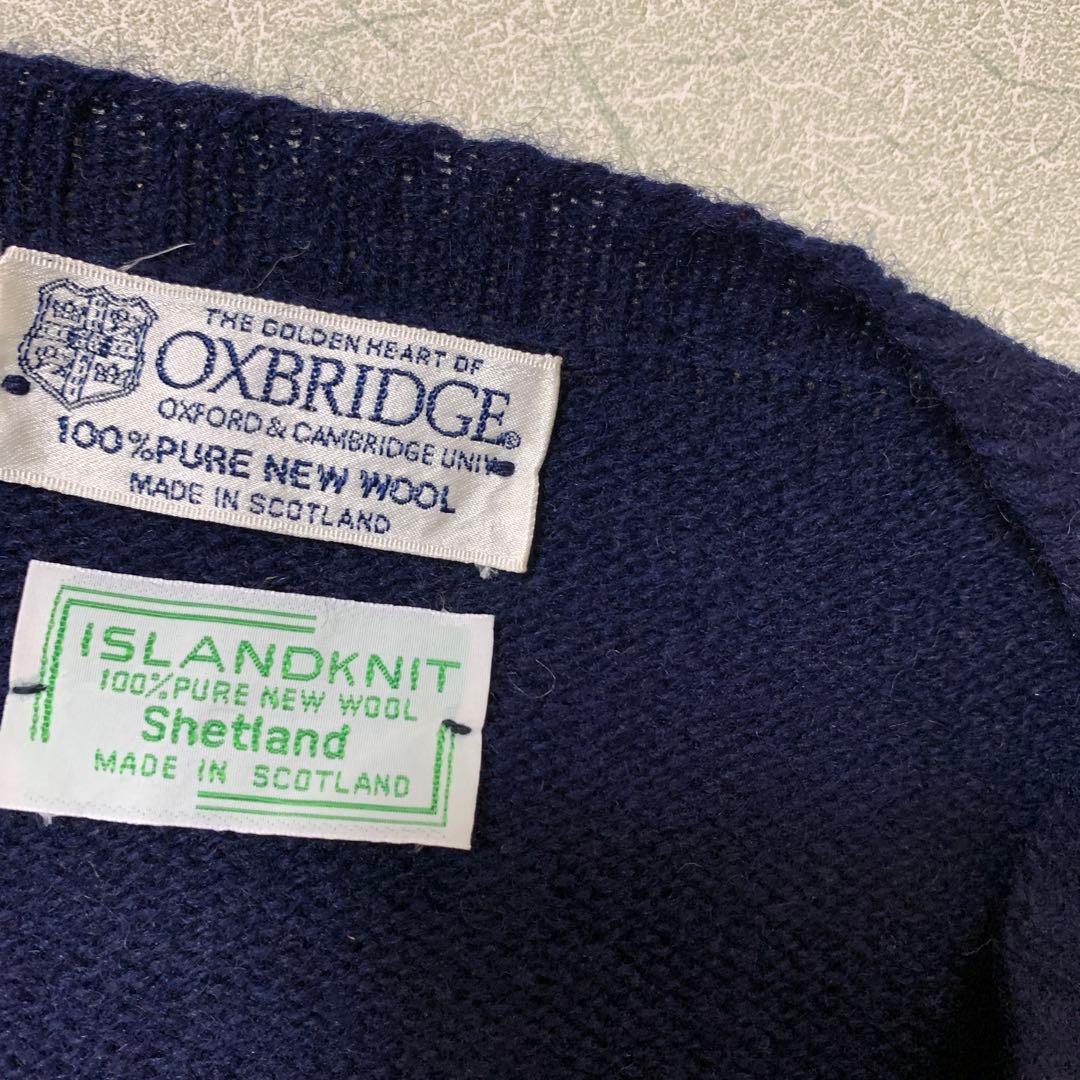 THE GOLDEN HEART OF
OXBRIDGE®
OXFORD & CAMBRIDGE UNIV
100%PURE NEW WOOL
MADE IN SCOTLAND
ISLANDKNIT
100%PURE NEW WOOL
Shetland
MADE IN SCOTLAND